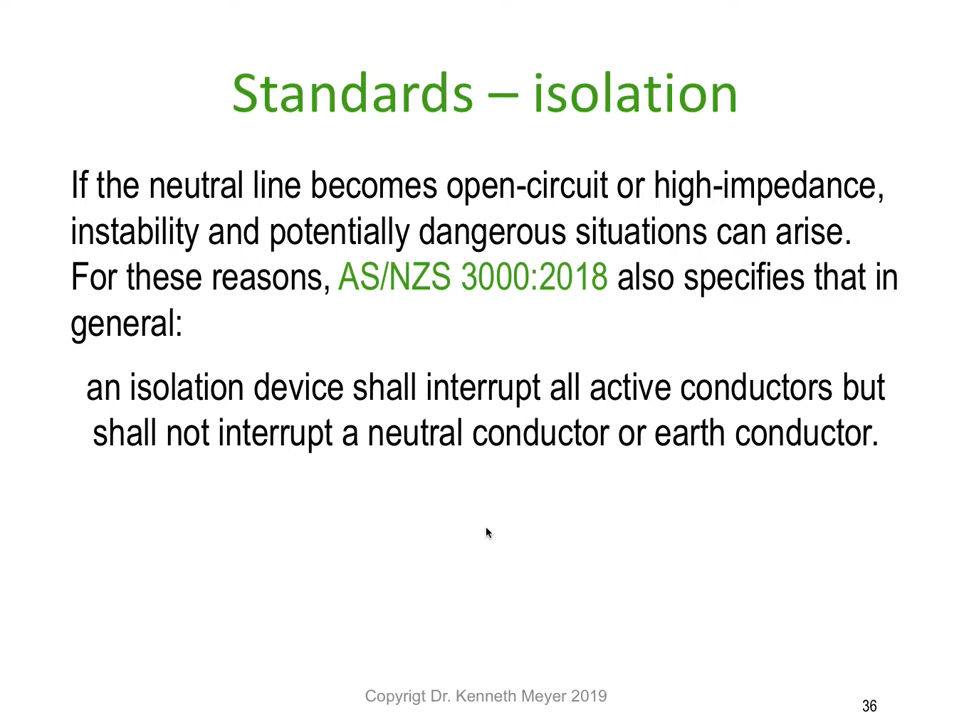 Standards – isolation
If the neutral line becomes open-circuit or high-impedance,
instability and potentially dangerous situations can arise.
For these reasons, AS/NZS 3000:2018 also specifies that in
general:
an isolation device shall interrupt all active conductors but
shall not interrupt a neutral conductor or earth conductor.
Copyrigt Dr. Kenneth Meyer 2019
36